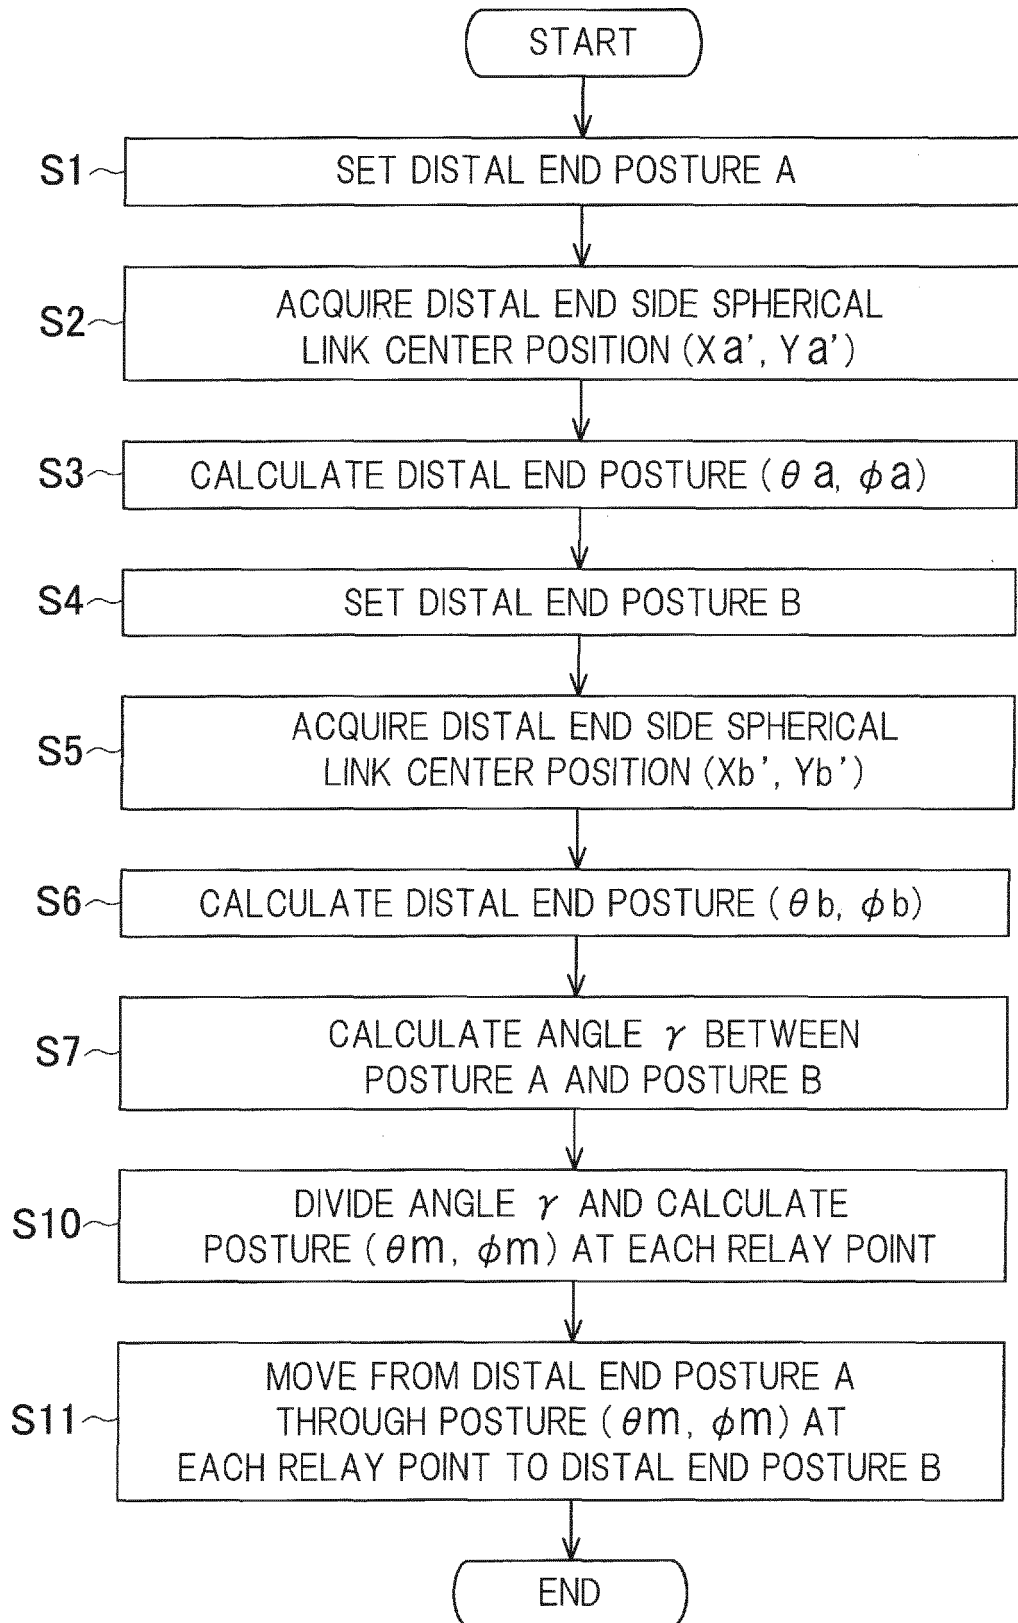 START
S1
SET DISTAL END POSTURE A
S2
ACQUIRE DISTAL END SIDE SPHERICAL
LINK CENTER POSITION (Xa', Ya')
S3
CALCULATE DISTAL END POSTURE (θa, φa)
S4
SET DISTAL END POSTURE B
S5
ACQUIRE DISTAL END SIDE SPHERICAL
LINK CENTER POSITION (Xb', Yb')
S6
CALCULATE DISTAL END POSTURE (θb, φb)
S7
CALCULATE ANGLE γ BETWEEN
POSTURE A AND POSTURE B
S10
DIVIDE ANGLE γ AND CALCULATE
POSTURE (θm, φm) AT EACH RELAY POINT
S11
MOVE FROM DISTAL END POSTURE A
THROUGH POSTURE (θm, φm) AT
EACH RELAY POINT TO DISTAL END POSTURE B
END